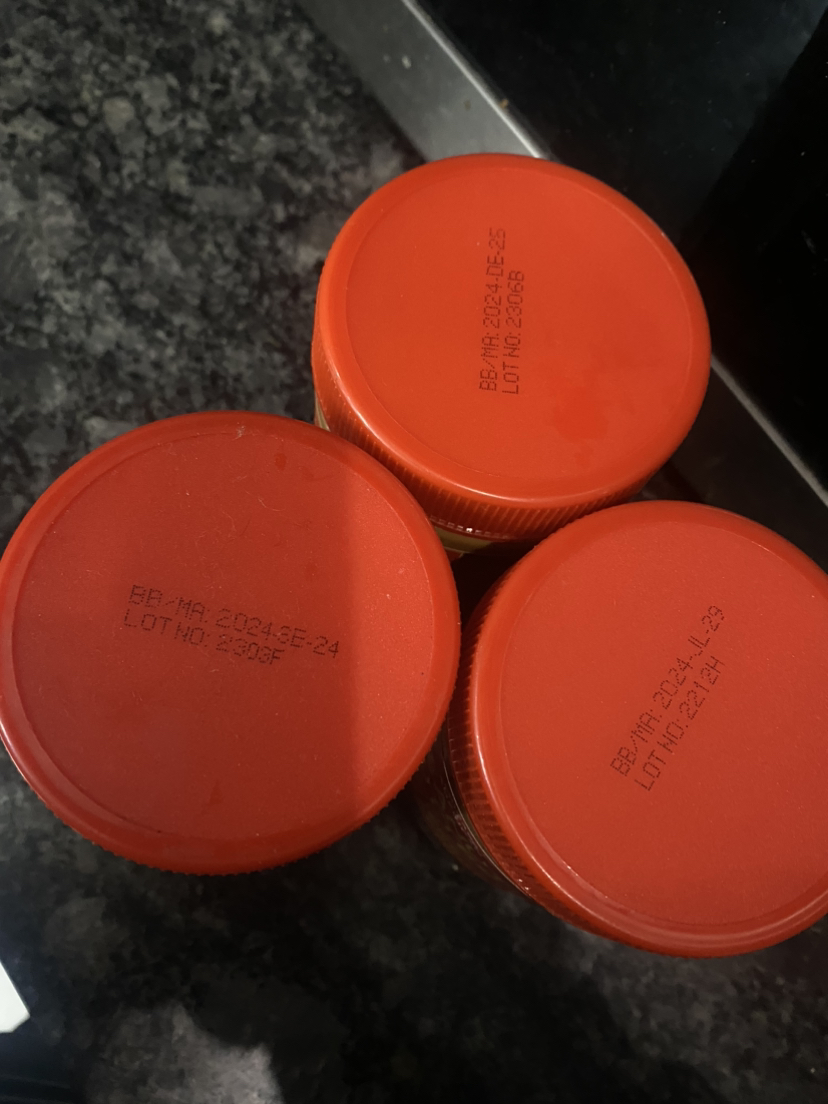 BB/MA: 2024-DE-25
LOT NO: 2306B
BB/MA: 2024-SE-24
LOT NO: 2303F
BB/MA: 2024-JL-29
LOT NO: 2212H